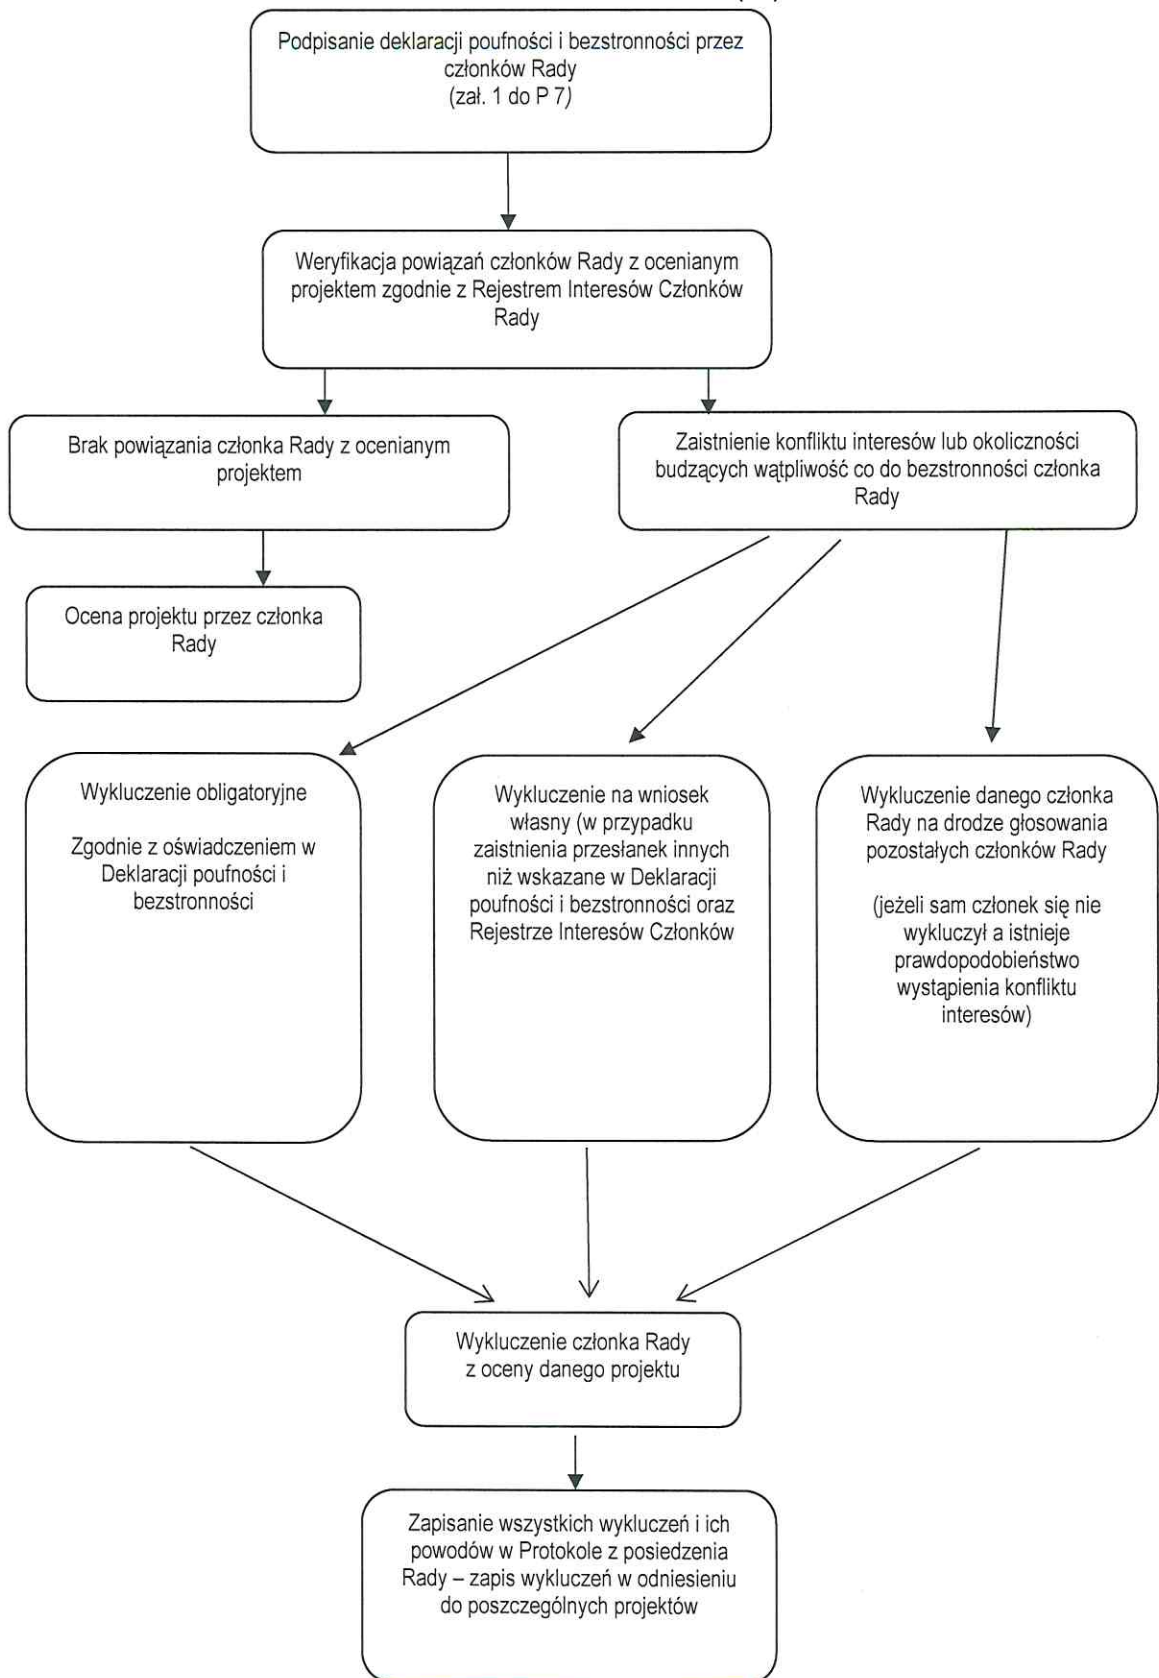 Podpisanie deklaracji poufności i bezstronności przez
członków Rady
(zał. 1 do P 7)
Weryfikacja powiązań członków Rady z ocenianym
projektem zgodnie z Rejestrem Interesów Członków
Rady
Brak powiązania członka Rady z ocenianym
projektem
Zaistnienie konfliktu interesów lub okoliczności
budzących wątpliwość co do bezstronności członka
Rady
Ocena projektu przez członka
Rady
Wykluczenie obligatoryjne
Zgodnie z oświadczeniem w
Deklaracji poufności i
bezstronności
Wykluczenie na wniosek
własny (w przypadku
zaistnienia przesłanek innych
niż wskazane w Deklaracji
poufności i bezstronności oraz
Rejestrze Interesów Członków
Wykluczenie danego członka
Rady na drodze głosowania
pozostałych członków Rady
(jeżeli sam członek się nie
wykluczył a istnieje
prawdopodobieństwo
wystąpienia konfliktu
interesów)
Wykluczenie członka Rady
z oceny danego projektu
Zapisanie wszystkich wykluczeń i ich
powodów w Protokole z posiedzenia
Rady – zapis wykluczeń w odniesieniu
do poszczególnych projektów